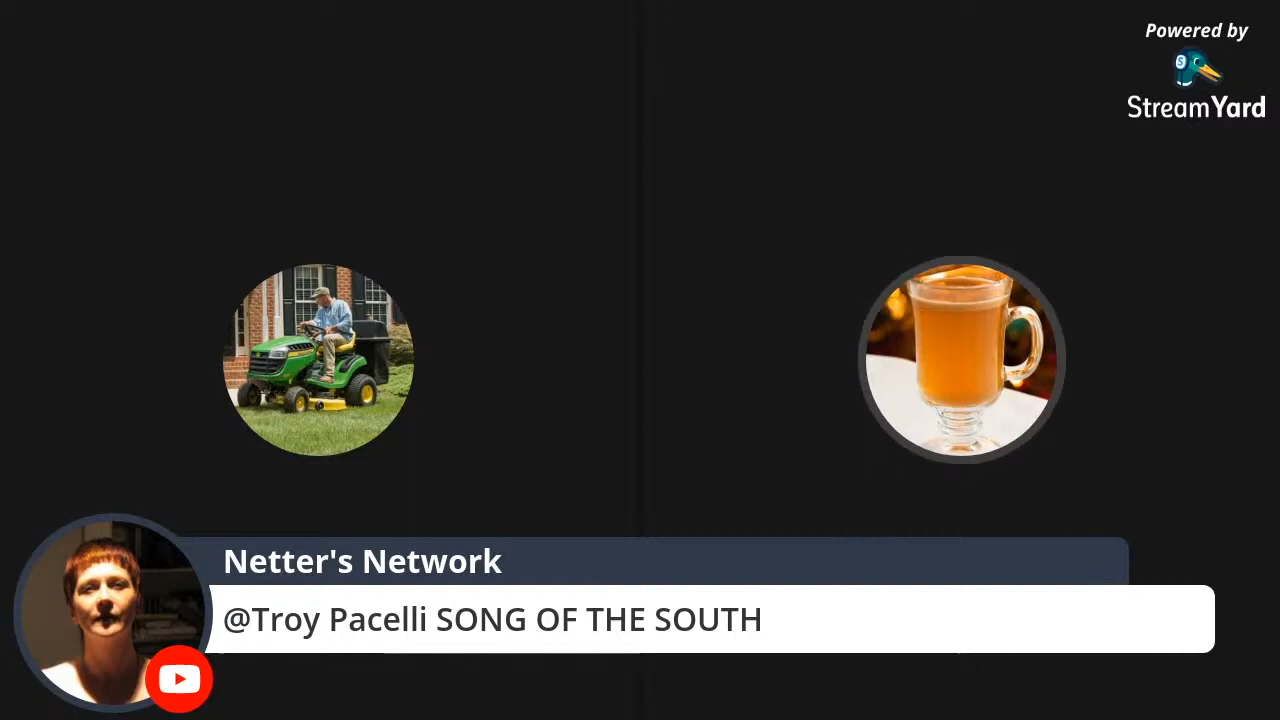 Powered by
StreamYard
Netter's Network
@Troy Pacelli SONG OF THE SOUTH